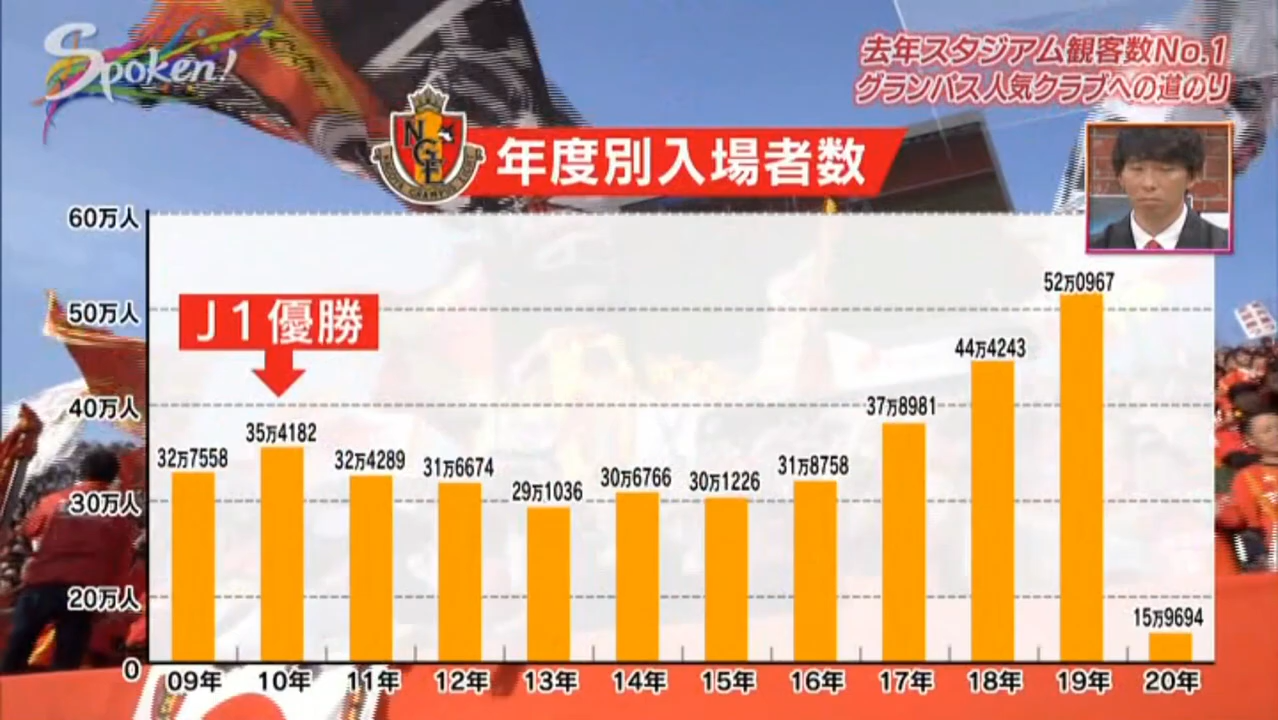 Spoken!
去年スタジアム観客数No.1
グランパス人気クラブへの道のり
NGE
年度別入場者数
60万人
50万人
40万人
30万人
20万人
0
J1優勝
32万7558
35万4182
32万4289
31万6674
29万1036
30万6766
30万1226
31万8758
37万8981
44万4243
52万0967
15万9694
09年 10年 11年 12年 13年 14年 15年 16年 17年 18年 19年 20年